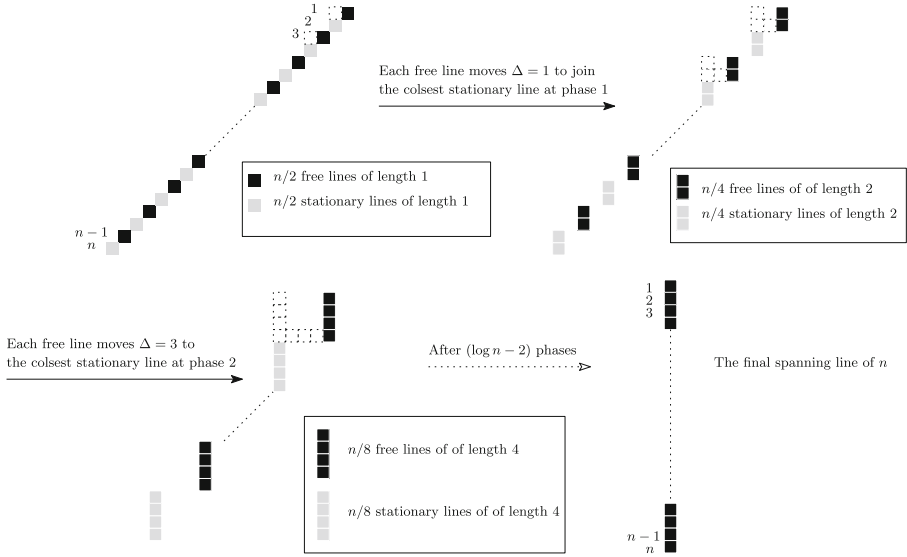 1
2
3
n − 1
n
n/2 free lines of length 1
n/2 stationary lines of length 1
Each free line moves Δ = 1 to join
the colsest stationary line at phase 1
n/4 free lines of of length 2
n/4 stationary lines of length 2
Each free line moves Δ = 3 to
the colsest stationary line at phase 2
n/8 free lines of of length 4
n/8 stationary lines of of length 4
After (log n − 2) phases
1
2
3
n − 1
n
The final spanning line of n